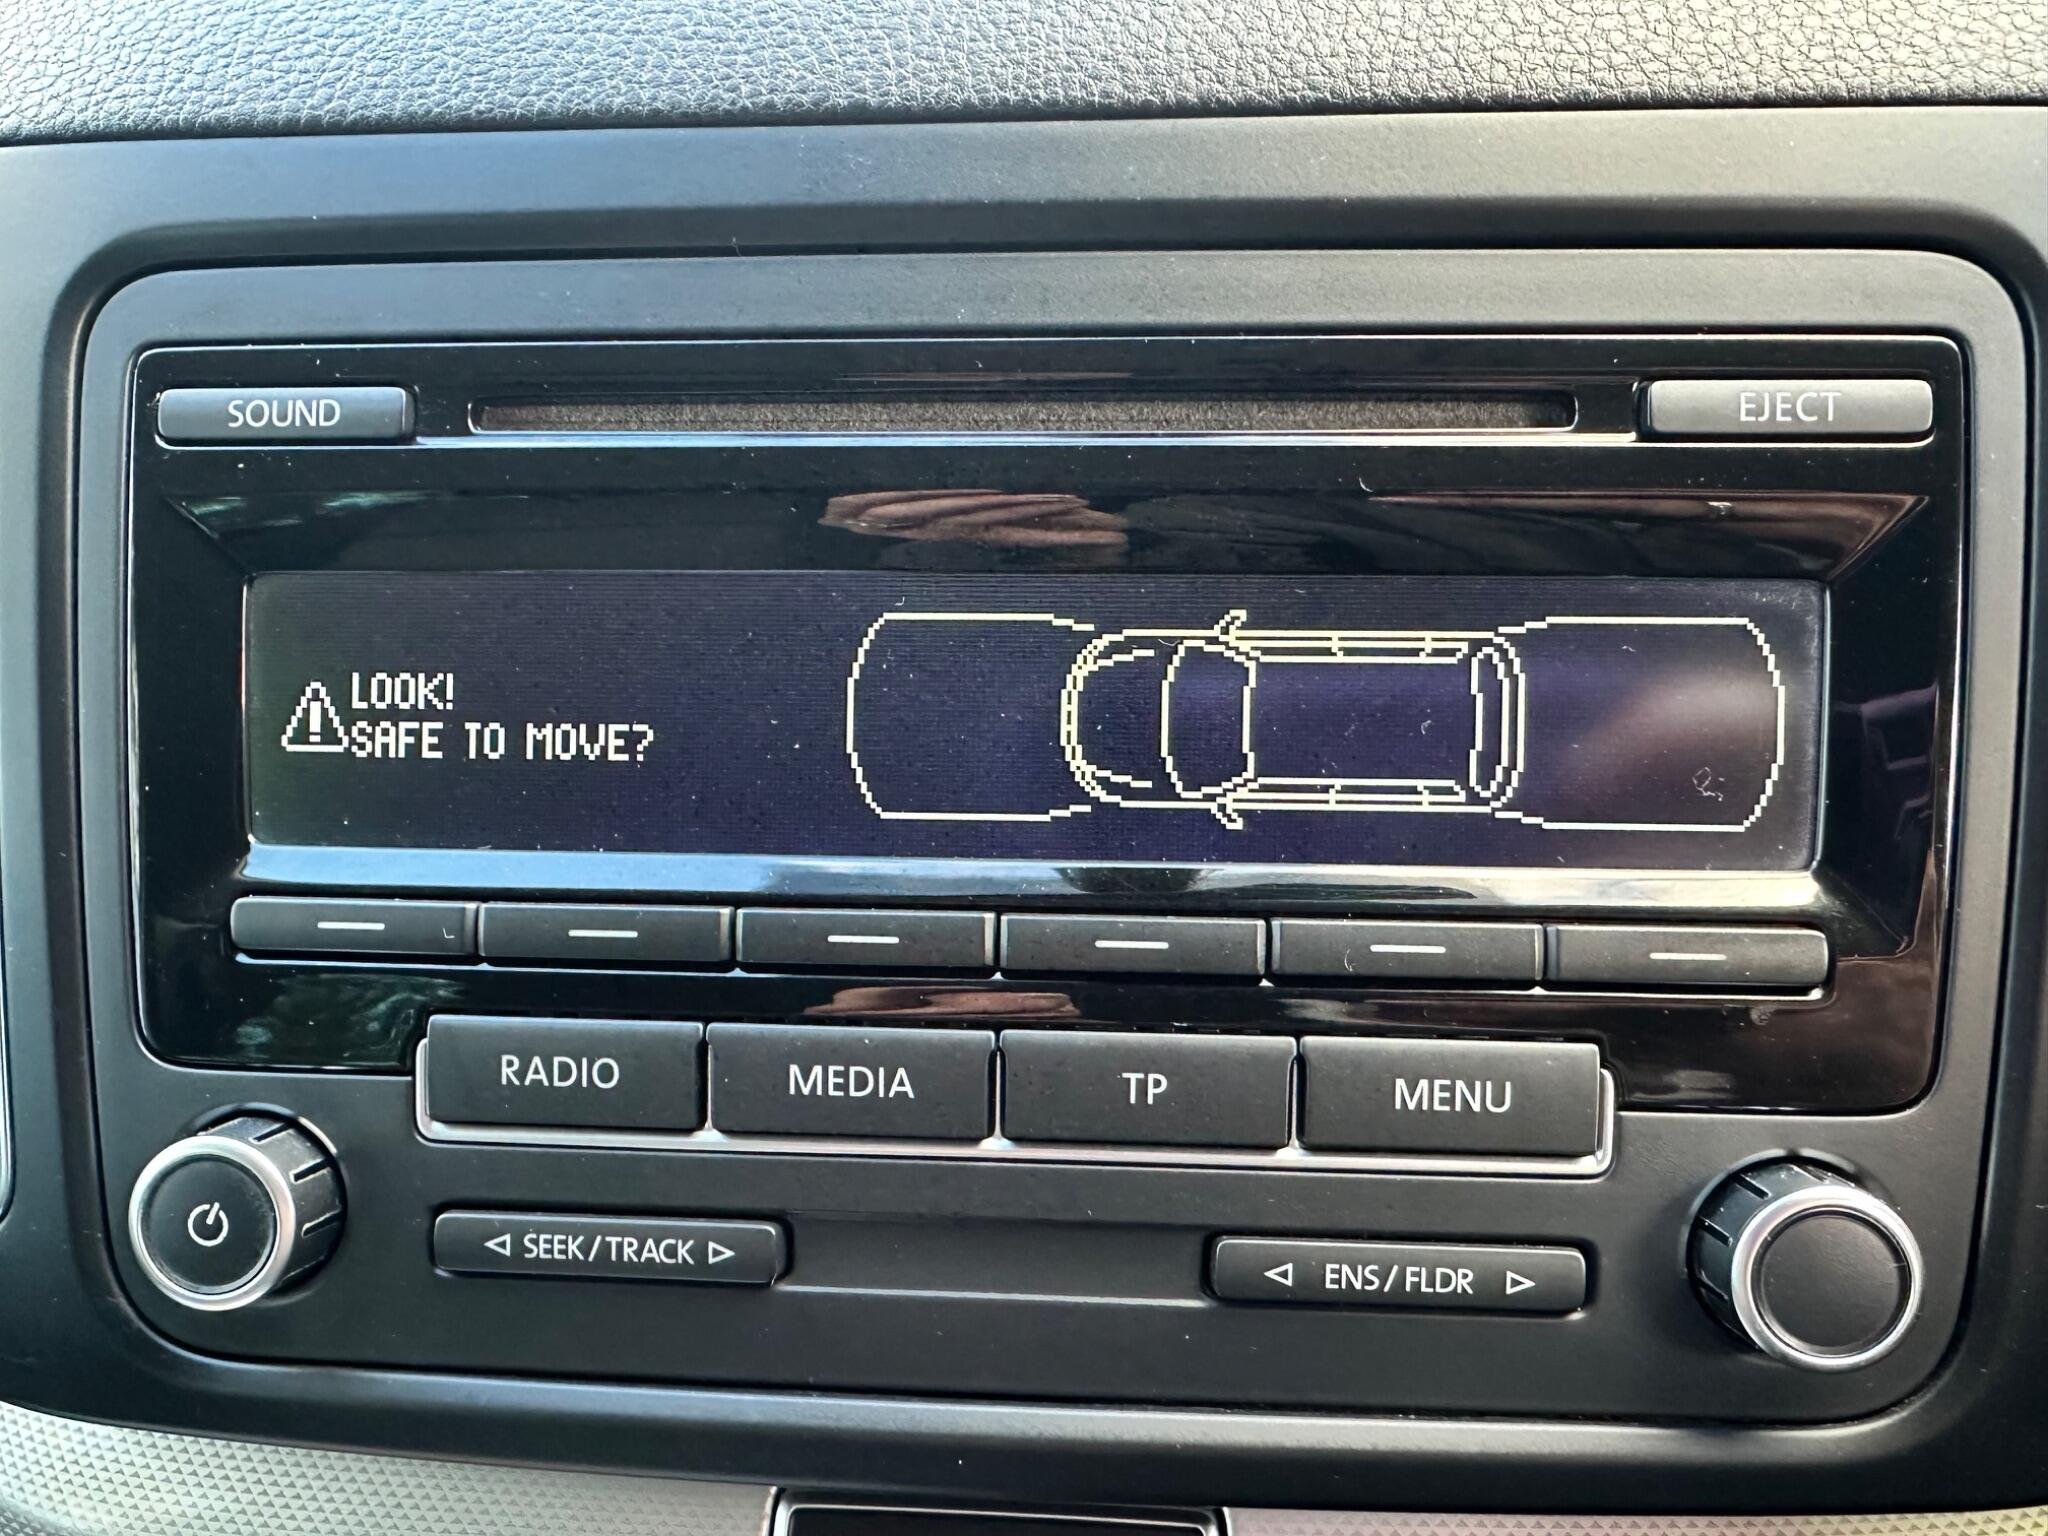 SOUND
EJECT
LOOK!
SAFE TO MOVE?
RADIO
MEDIA
TP
MENU
SEEK/TRACK
ENS/FLDR